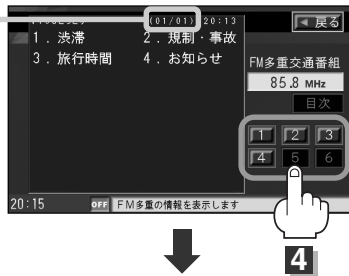 (01/01) 20:13
◀ 戻る
1．渋滞 2．規制・事故
3．旅行時間 4．お知らせ
FM多重交通番組
85.8 MHz
目次
1 2 3
4 5 6
20:15 OFF FM多重の情報を表示します
4